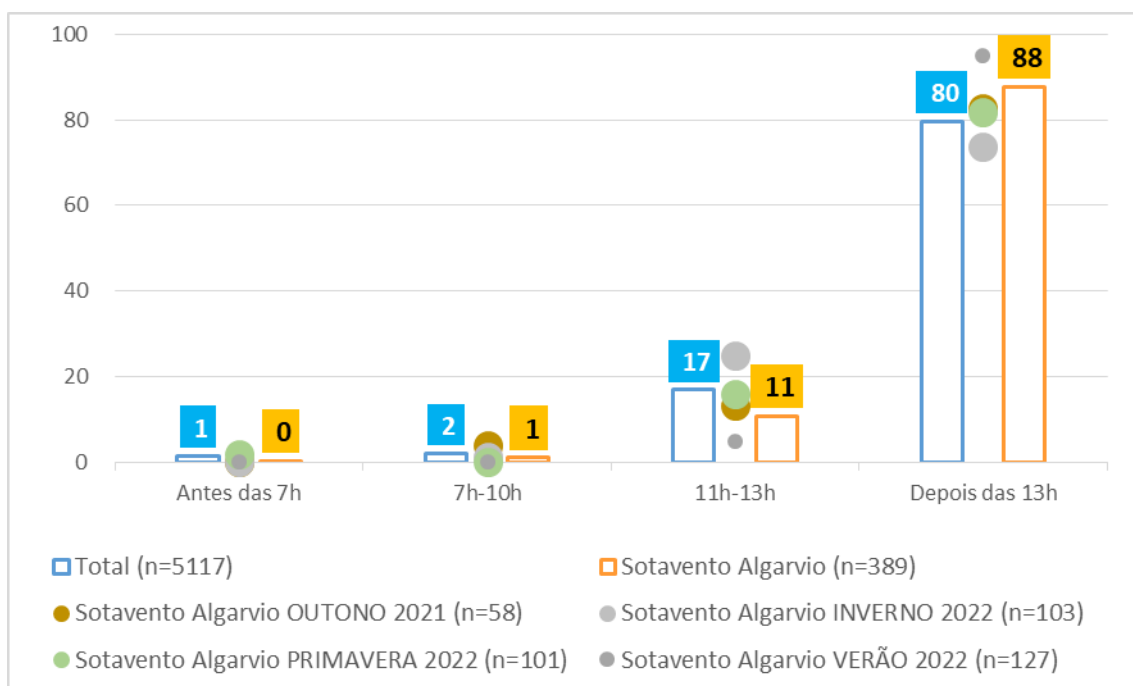 100
80
60
40
20
0
1
0
2
1
17
11
80
88
Antes das 7h
7h-10h
11h-13h
Depois das 13h
Total (n=5117)
Sotavento Algarvio (n=389)
Sotavento Algarvio OUTONO 2021 (n=58)
Sotavento Algarvio INVERNO 2022 (n=103)
Sotavento Algarvio PRIMAVERA 2022 (n=101)
Sotavento Algarvio VERÃO 2022 (n=127)